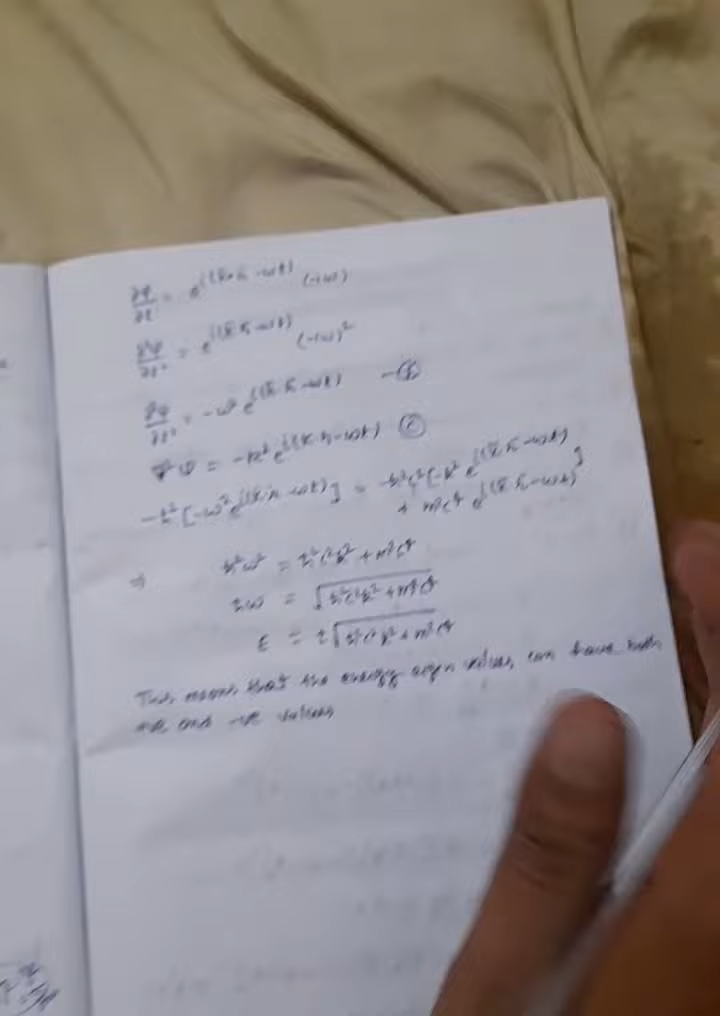 ∂ψ/∂t = e^{i(k̄·r̄ - ωt)} (-iω)
∂²ψ/∂t² = e^{i(k̄·r̄ - ωt)} (-iω)²
∂²ψ/∂t² = -ω² e^{i(k̄·r̄ - ωt)}
∇²ψ = -k² e^{i(k̄·r̄ - ωt)} ②
-ħ² [-ω² e^{i(k̄·r̄ - ωt)}] = -ħ²c² [-k² e^{i(k̄·r̄ - ωt)}]
+ m²c⁴ e^{i(k̄·r̄ - ωt)}
⇒ ħ²ω² = ħ²c²k² + m²c⁴
ħω = √ħ²c²k² + m²c⁴
E = ±√ħ²c²k² + m²c⁴
This means that the energy eign values can have both
+ve and -ve values